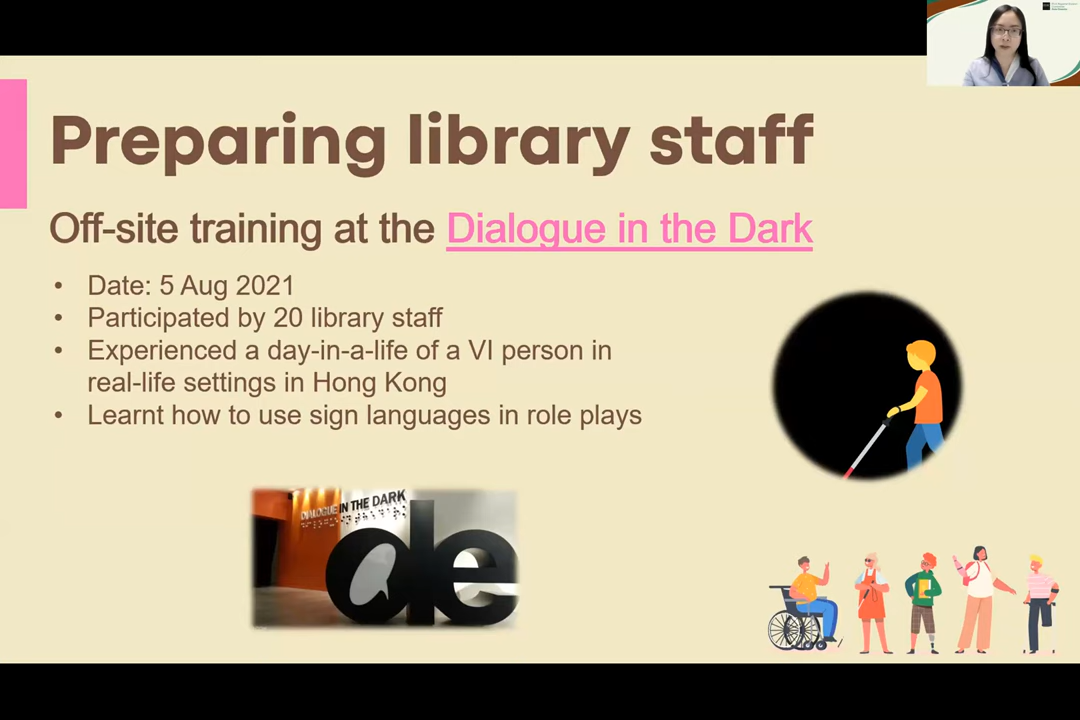 Preparing library staff
Off-site training at the Dialogue in the Dark
• Date: 5 Aug 2021
• Participated by 20 library staff
• Experienced a day-in-a-life of a VI person in
real-life settings in Hong Kong
• Learnt how to use sign languages in role plays
DIALOGUE IN THE DARK
de